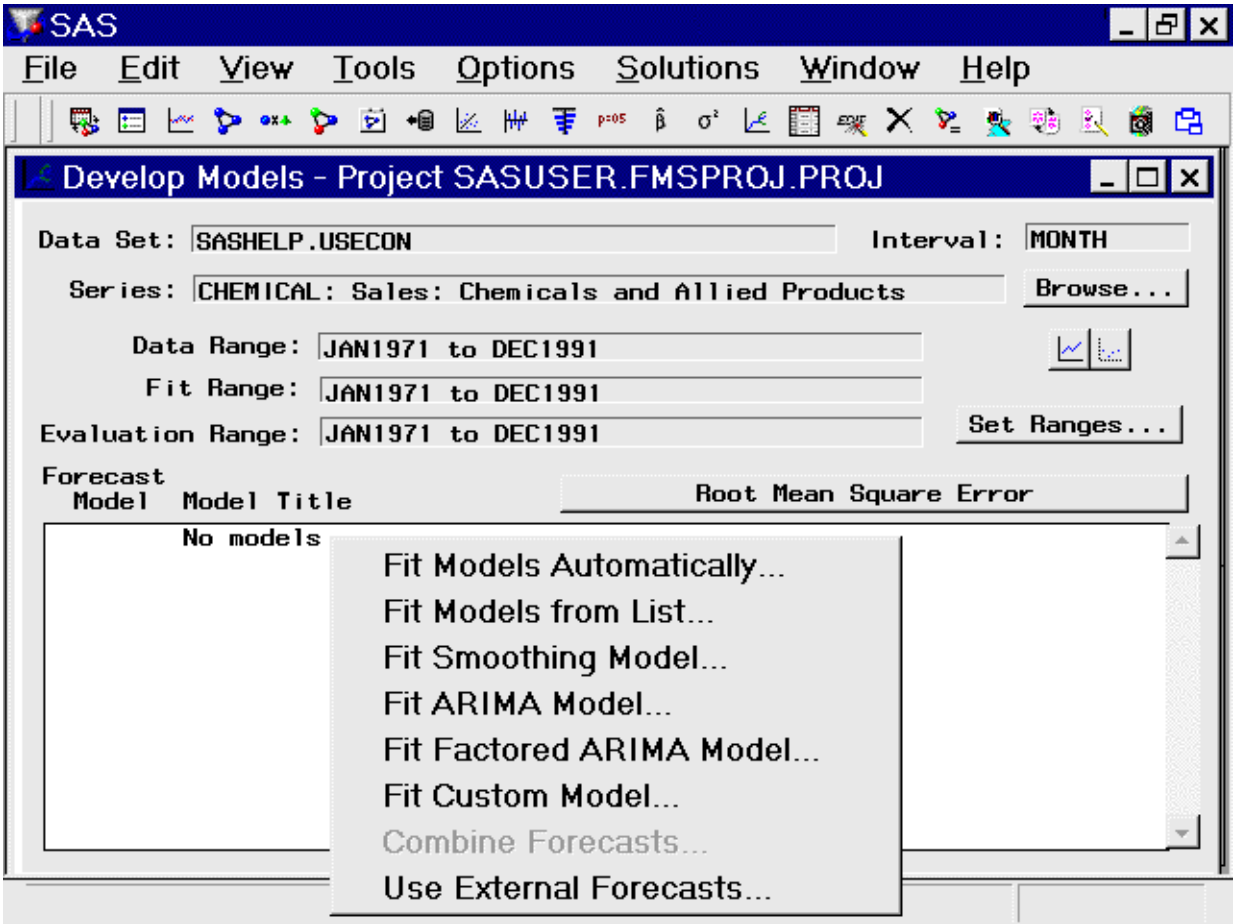 SAS
File Edit View Tools Options Solutions Window Help
P=05 β̂ σ² EDIT
Develop Models - Project SASUSER.FMSPROJ.PROJ
Data Set: SASHELP.USECON Interval: MONTH
Series: CHEMICAL: Sales: Chemicals and Allied Products Browse...
Data Range: JAN1971 to DEC1991
Fit Range: JAN1971 to DEC1991
Evaluation Range: JAN1971 to DEC1991 Set Ranges...
Forecast
Model Model Title Root Mean Square Error
No models
Fit Models Automatically...
Fit Models from List...
Fit Smoothing Model...
Fit ARIMA Model...
Fit Factored ARIMA Model...
Fit Custom Model...
Combine Forecasts...
Use External Forecasts...